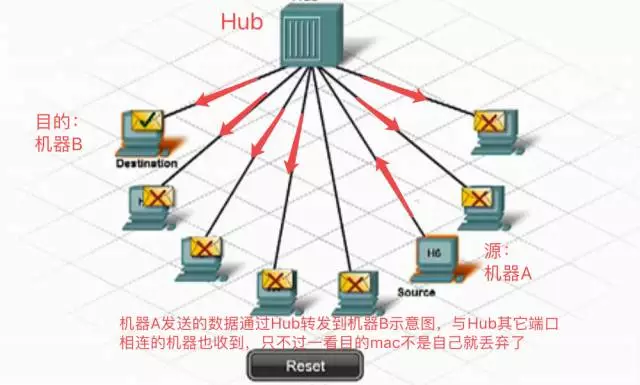 Hub
目的：
机器B
Destination
H6
源：
机器A
Source
机器A发送的数据通过Hub转发到机器B示意图，与Hub其它端口
相连的机器也收到，只不过一看目的mac不是自己就丢弃了
Reset